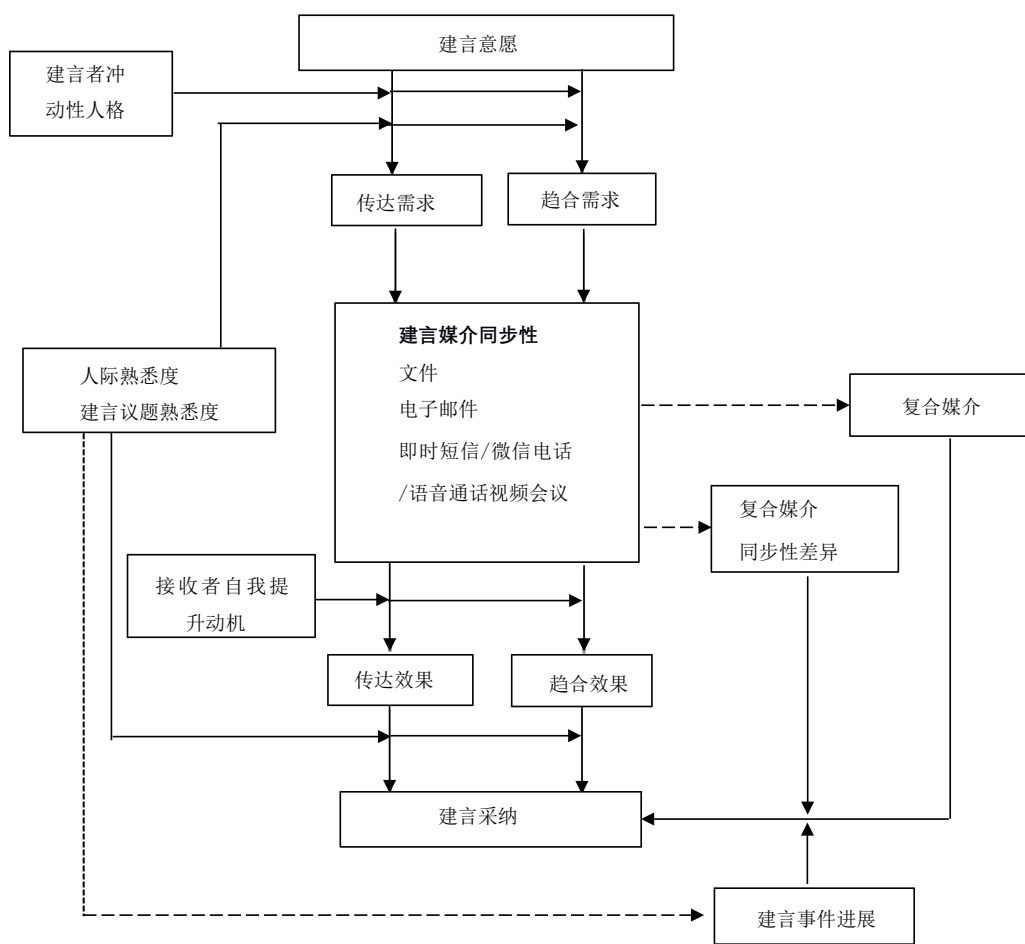 建言意愿
建言者冲
动性人格
传达需求
趋合需求
建言媒介同步性
文件
电子邮件
即时短信/微信电话
/语音通话视频会议
人际熟悉度
建言议题熟悉度
复合媒介
复合媒介
同步性差异
接收者自我提
升动机
传达效果
趋合效果
建言采纳
建言事件进展